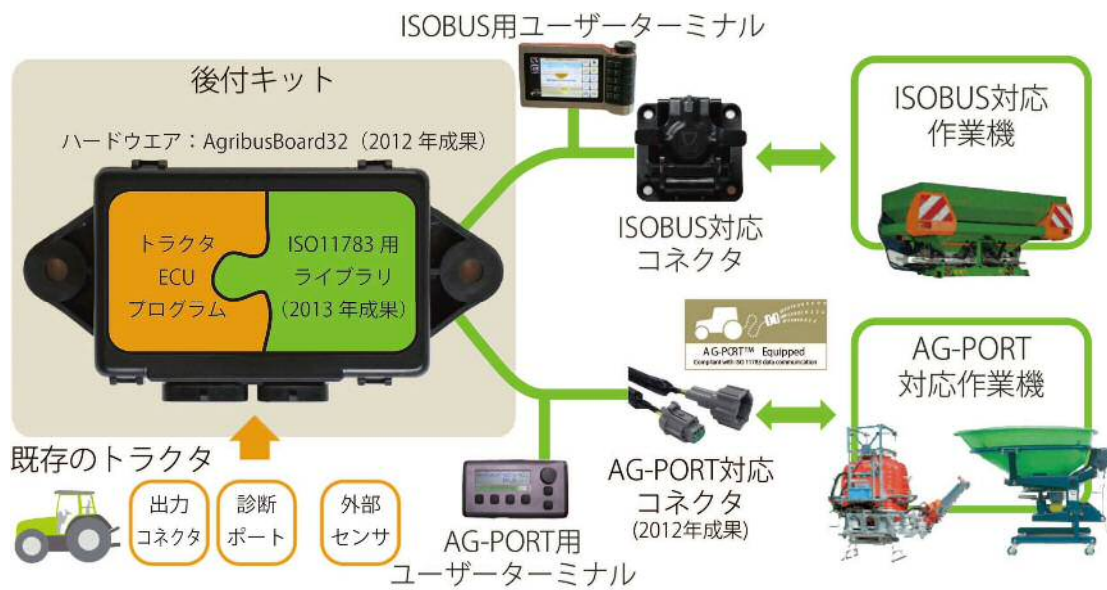 ISOBUS用ユーザーターミナル
後付キット
ハードウエア：AgribusBoard32（2012年成果）
トラクタ
ECU
プログラム
ISO11783用
ライブラリ
（2013年成果）
ISOBUS対応
コネクタ
ISOBUS対応
作業機
AG-PORT™ Equipped
Compliant with ISO 11783 data communication
AG-PORT
対応作業機
既存のトラクタ
出力
コネクタ
診断
ポート
外部
センサ
AG-PORT用
ユーザーターミナル
AG-PORT対応
コネクタ
(2012年成果)